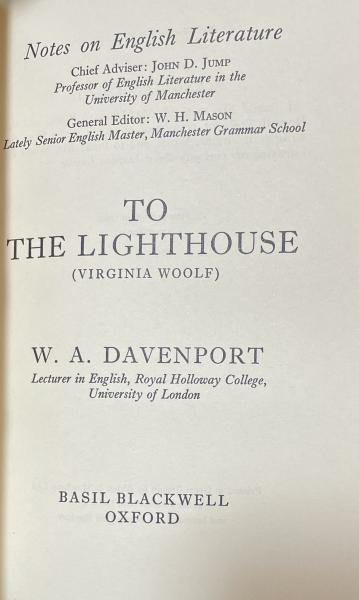 Notes on English Literature
Chief Adviser: JOHN D. JUMP
Professor of English Literature in the
University of Manchester
General Editor: W. H. MASON
Lately Senior English Master, Manchester Grammar School
TO
THE LIGHTHOUSE
(VIRGINIA WOOLF)
W. A. DAVENPORT
Lecturer in English, Royal Holloway College,
University of London
BASIL BLACKWELL
OXFORD